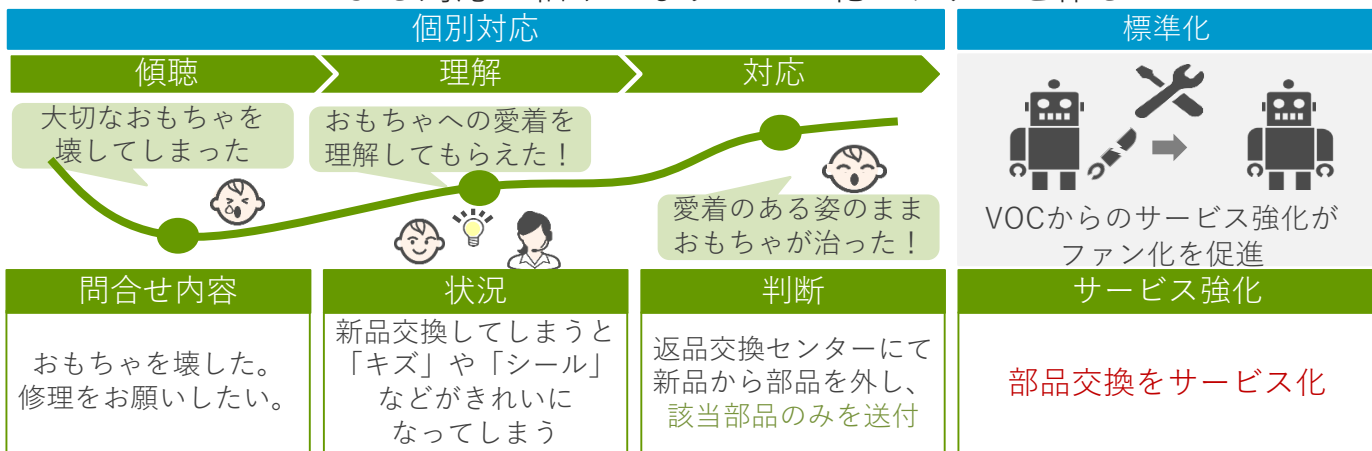 個別対応
標準化
傾聴
理解
対応
大切なおもちゃを
壊してしまった
おもちゃへの愛着を
理解してもらえた！
愛着のある姿のまま
おもちゃが治った！
VOCからのサービス強化が
ファン化を促進
問合せ内容
状況
判断
サービス強化
おもちゃを壊した。
修理をお願いしたい。
新品交換してしまうと
「キズ」や「シール」
などがきれいに
なってしまう
返品交換センターにて
新品から部品を外し、
該当部品のみを送付
部品交換をサービス化